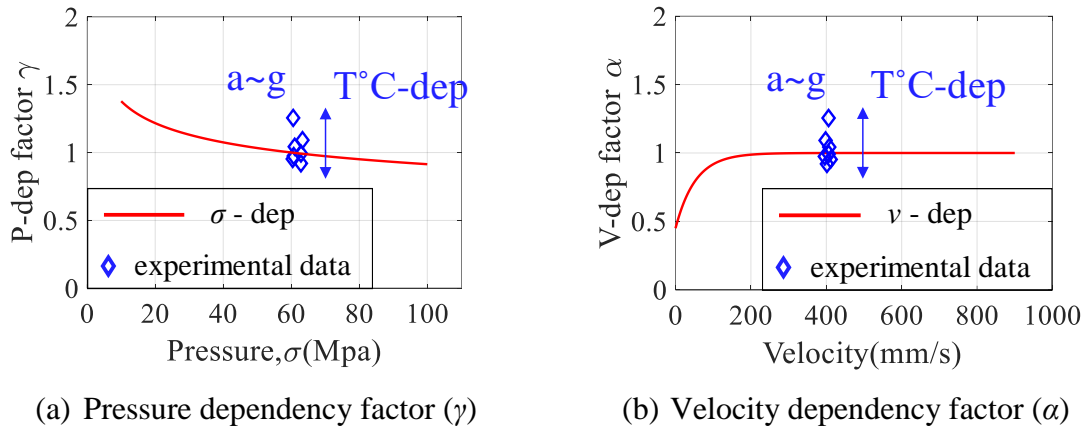 2
1.5
1
0.5
0
P-dep factor γ
a~g
T°C-dep
σ - dep
experimental data
0 20 40 60 80 100
Pressure,σ(Mpa)
(a) Pressure dependency factor (γ)
2
1.5
1
0.5
0
V-dep factor α
a~g
T°C-dep
v - dep
experimental data
0 200 400 600 800 1000
Velocity(mm/s)
(b) Velocity dependency factor (α)